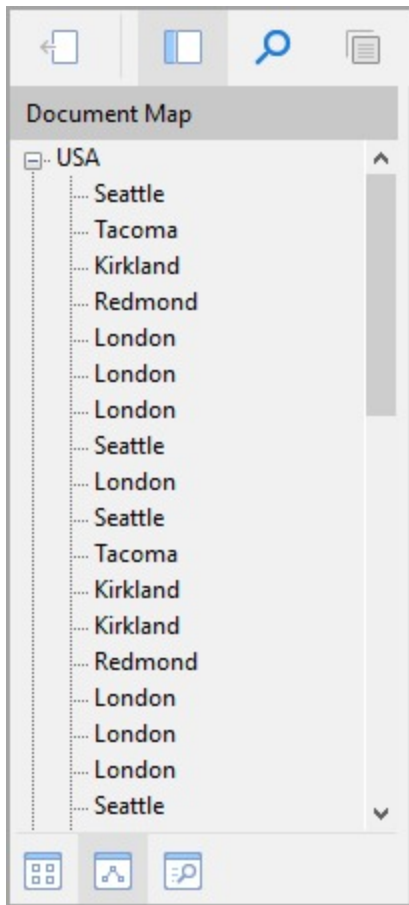 Document Map
USA
Seattle
Tacoma
Kirkland
Redmond
London
London
London
Seattle
London
Seattle
Tacoma
Kirkland
Kirkland
Redmond
London
London
London
Seattle